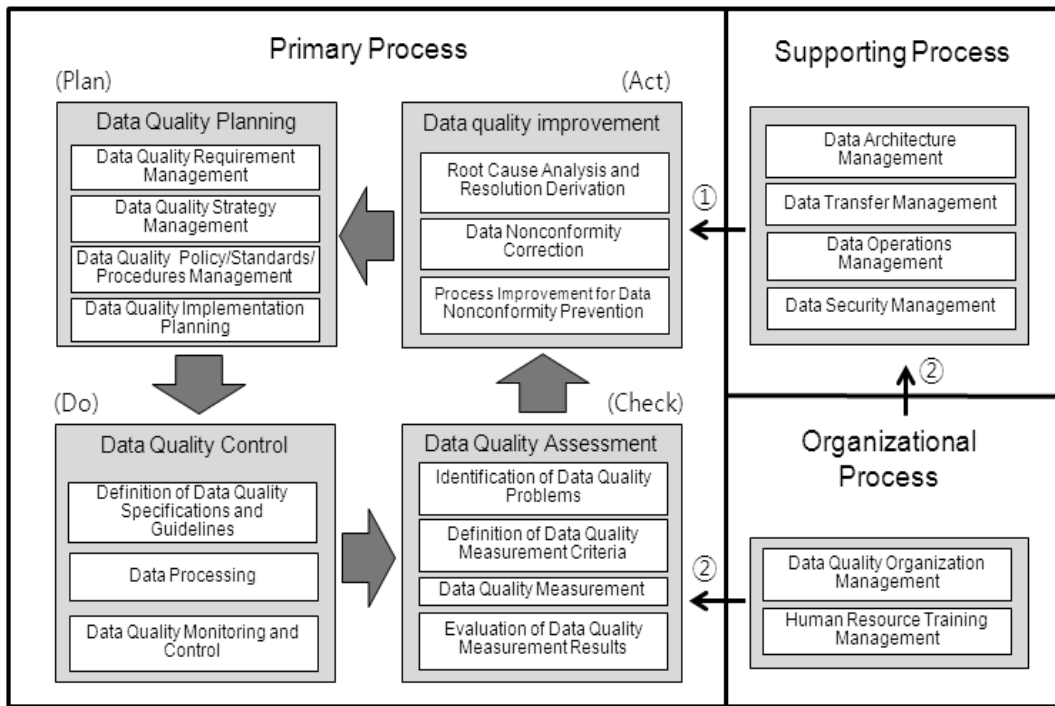 Primary Process
(Plan)
Data Quality Planning
Data Quality Requirement
Management
Data Quality Strategy
Management
Data Quality Policy/Standards/
Procedures Management
Data Quality Implementation
Planning
(Act)
Data quality improvement
Root Cause Analysis and
Resolution Derivation
Data Nonconformity
Correction
Process Improvement for Data
Nonconformity Prevention
(Do)
Data Quality Control
Definition of Data Quality
Specifications and
Guidelines
Data Processing
Data Quality Monitoring and
Control
(Check)
Data Quality Assessment
Identification of Data Quality
Problems
Definition of Data Quality
Measurement Criteria
Data Quality Measurement
Evaluation of Data Quality
Measurement Results
Supporting Process
Data Architecture
Management
Data Transfer Management
Data Operations
Management
Data Security Management
①
②
Organizational
Process
Data Quality Organization
Management
Human Resource Training
Management
②